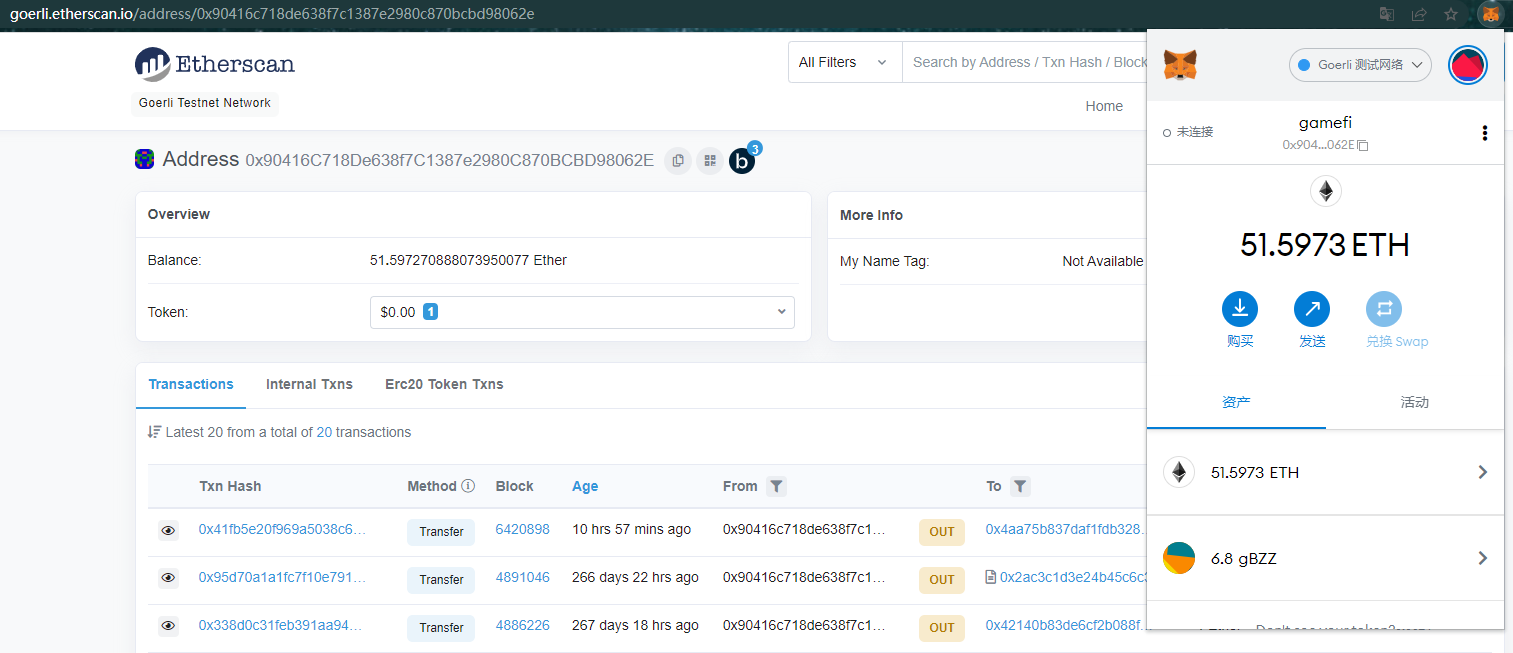 goerli.etherscan.io/address/0x90416c718de638f7c1387e2980c870bcbd98062e
Etherscan
Goerli Testnet Network
All Filters
Search by Address / Txn Hash / Block
Home
Address 0x90416C718De638f7C1387e2980C870BCBD98062E
b 3
Overview
Balance: 51.597270888073950077 Ether
Token: $0.00 1
More Info
My Name Tag: Not Available
Transactions Internal Txns Erc20 Token Txns
Latest 20 from a total of 20 transactions
Txn Hash Method Block Age From To
0x41fb5e20f969a5038c6... Transfer 6420898 10 hrs 57 mins ago 0x90416c718de638f7c1... OUT 0x4aa75b837daf1fdb328.
0x95d70a1a1fc7f10e791... Transfer 4891046 266 days 22 hrs ago 0x90416c718de638f7c1... OUT 0x2ac3c1d3e24b45c6c3
0x338d0c31feb391aa94... Transfer 4886226 267 days 18 hrs ago 0x90416c718de638f7c1... OUT 0x42140b83de6cf2b088f.
Goerli 测试网络
未连接
gamefi
0x904...062E
51.5973 ETH
购买 发送 兑换 Swap
资产 活动
51.5973 ETH
6.8 gBZZ